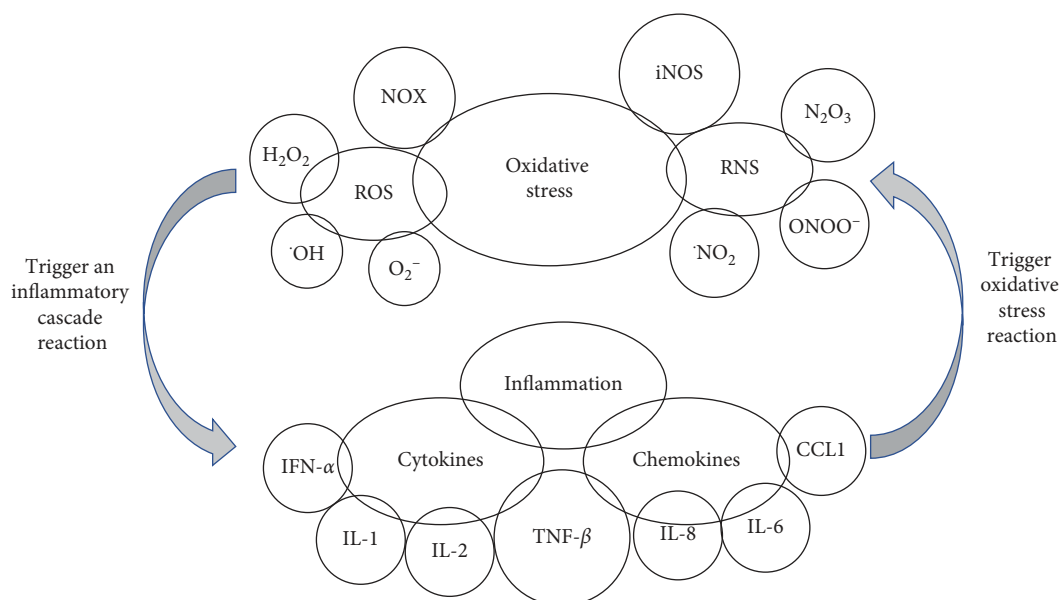 iNOS
NOX
N₂O₃
H₂O₂
Oxidative
stress
RNS
ROS
ONOO⁻
˙OH
O₂⁻
˙NO₂
Trigger an
inflammatory
cascade
reaction
Trigger
oxidative
stress
reaction
Inflammation
IFN-α
Cytokines
Chemokines
CCL1
IL-1
IL-2
TNF-β
IL-8
IL-6